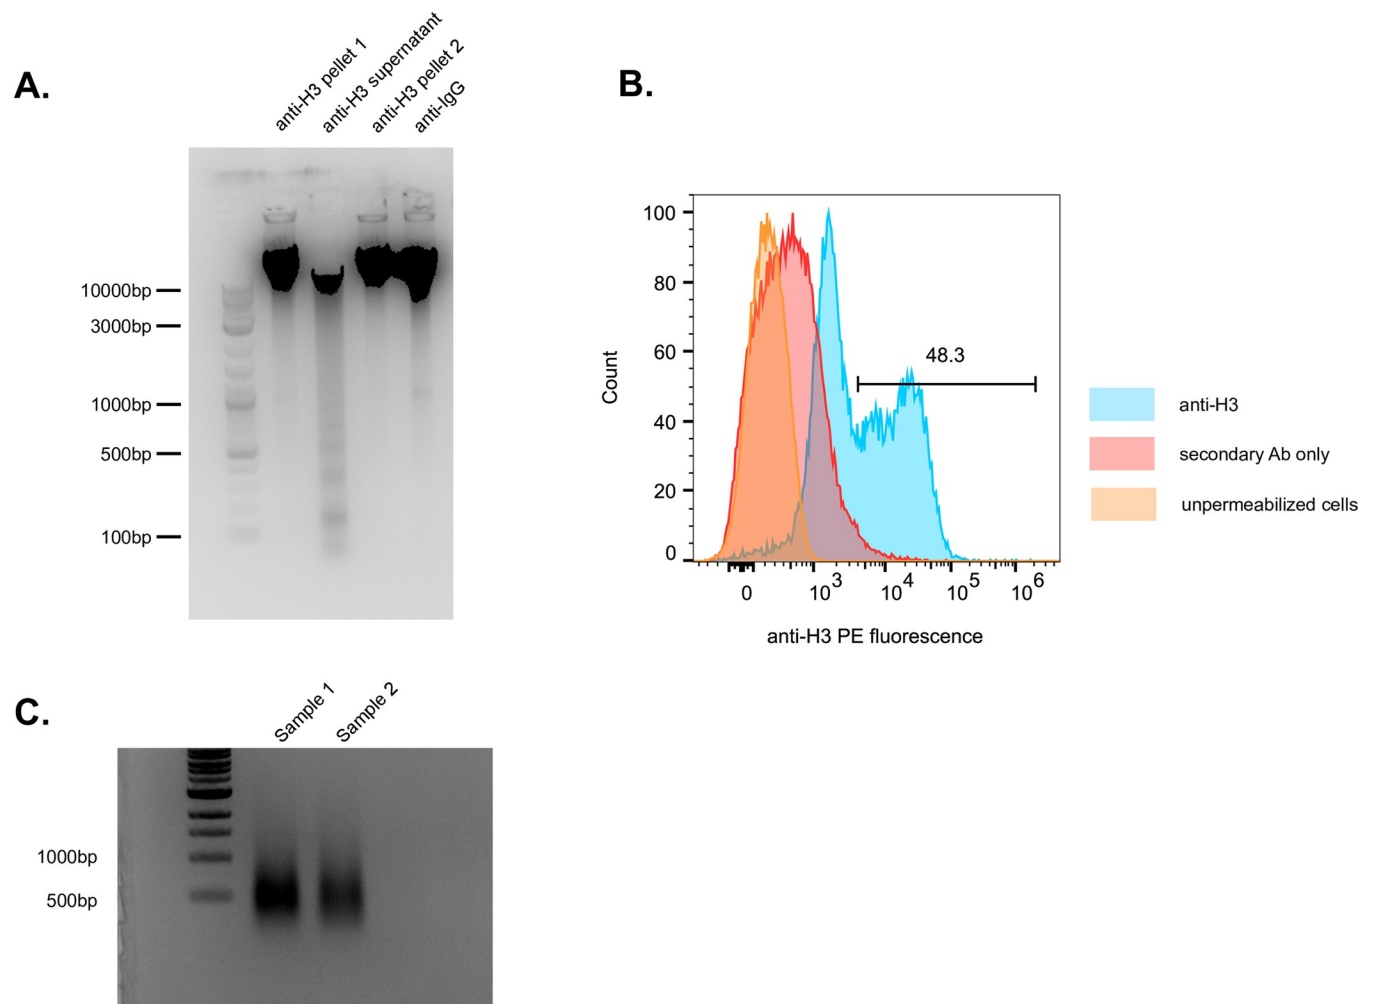 A.
anti-H3 pellet 1
anti-H3 supernatant
anti-H3 pellet 2
anti-IgG
10000bp
3000bp
1000bp
500bp
100bp
B.
100
80
60
40
20
0
Count
48.3
0
10^3
10^4
10^5
10^6
anti-H3 PE fluorescence
anti-H3
secondary Ab only
unpermeabilized cells
C.
Sample 1
Sample 2
1000bp
500bp